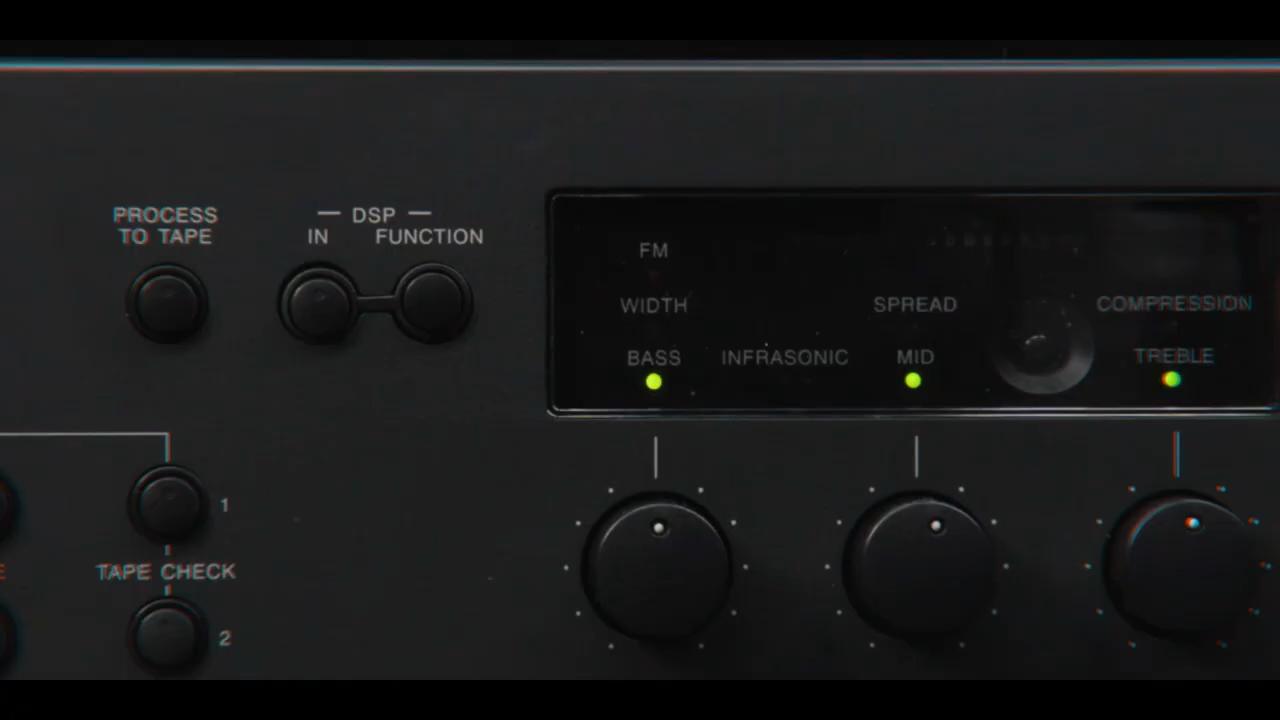 PROCESS
TO TAPE
— DSP —
IN FUNCTION
FM
WIDTH SPREAD COMPRESSION
BASS INFRASONIC MID TREBLE
1
TAPE CHECK
2